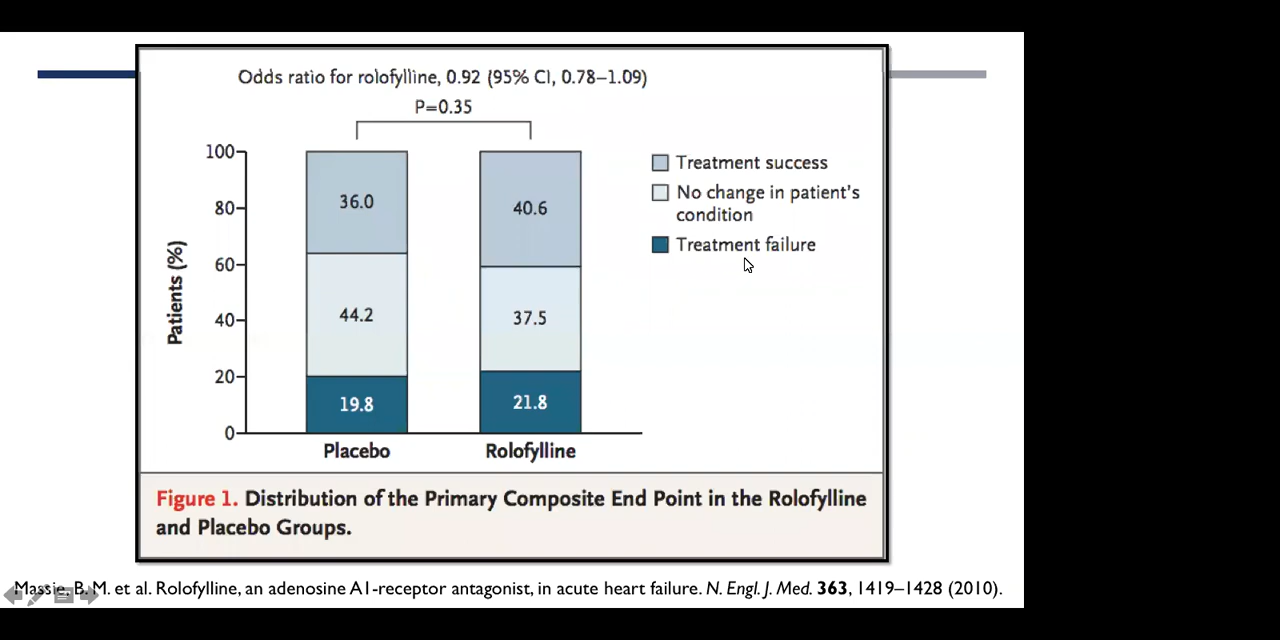 Odds ratio for rolofylline, 0.92 (95% CI, 0.78–1.09)
P=0.35
100
80
60
40
20
0
Patients (%)
36.0
44.2
19.8
40.6
37.5
21.8
Placebo
Rolofylline
Treatment success
No change in patient's
condition
Treatment failure
Figure 1. Distribution of the Primary Composite End Point in the Rolofylline
and Placebo Groups.
Massie, B. M. et al. Rolofylline, an adenosine A1-receptor antagonist, in acute heart failure. N. Engl. J. Med. 363, 1419–1428 (2010).